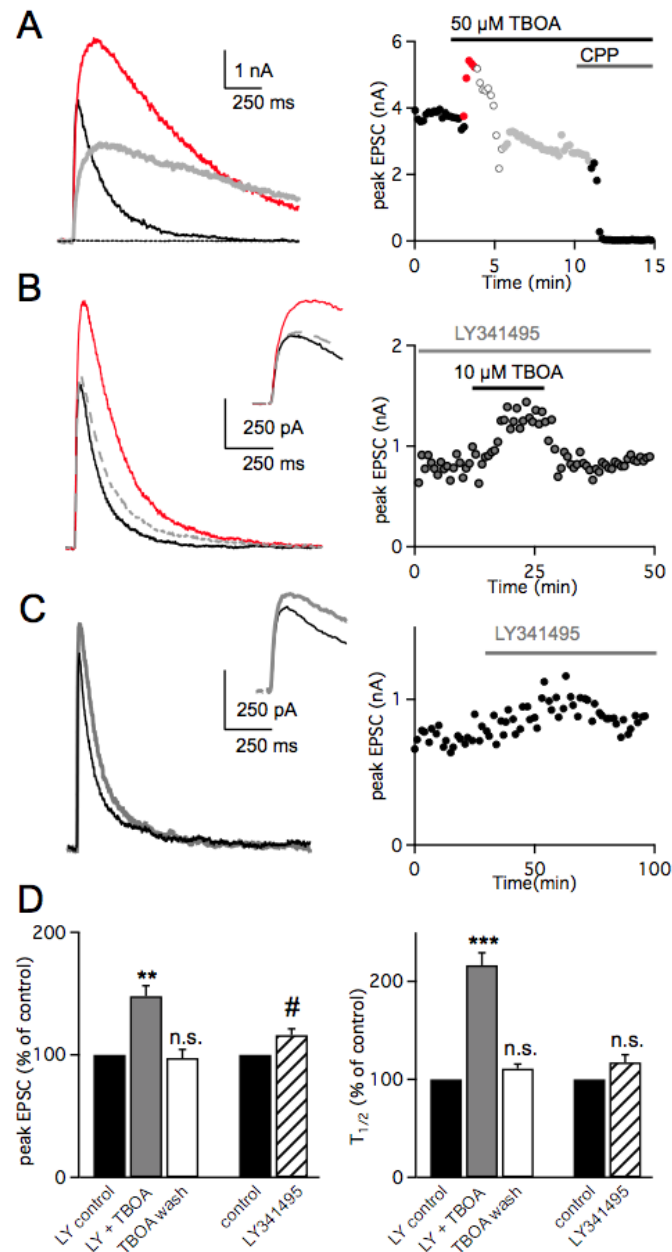 A
1 nA
250 ms
50 µM TBOA
CPP
peak EPSC (nA)
6
4
2
0
0
5
10
15
Time (min)
B
250 pA
250 ms
LY341495
10 µM TBOA
peak EPSC (nA)
2
1
0
0
25
50
Time (min)
C
250 pA
250 ms
LY341495
peak EPSC (nA)
1
0
0
50
100
Time(min)
D
peak EPSC (% of control)
200
100
0
**
n.s.
#
LY control
LY + TBOA
TBOA wash
control
LY341495
T1/2 (% of control)
200
100
0
***
n.s.
n.s.
LY control
LY + TBOA
TBOA wash
control
LY341495